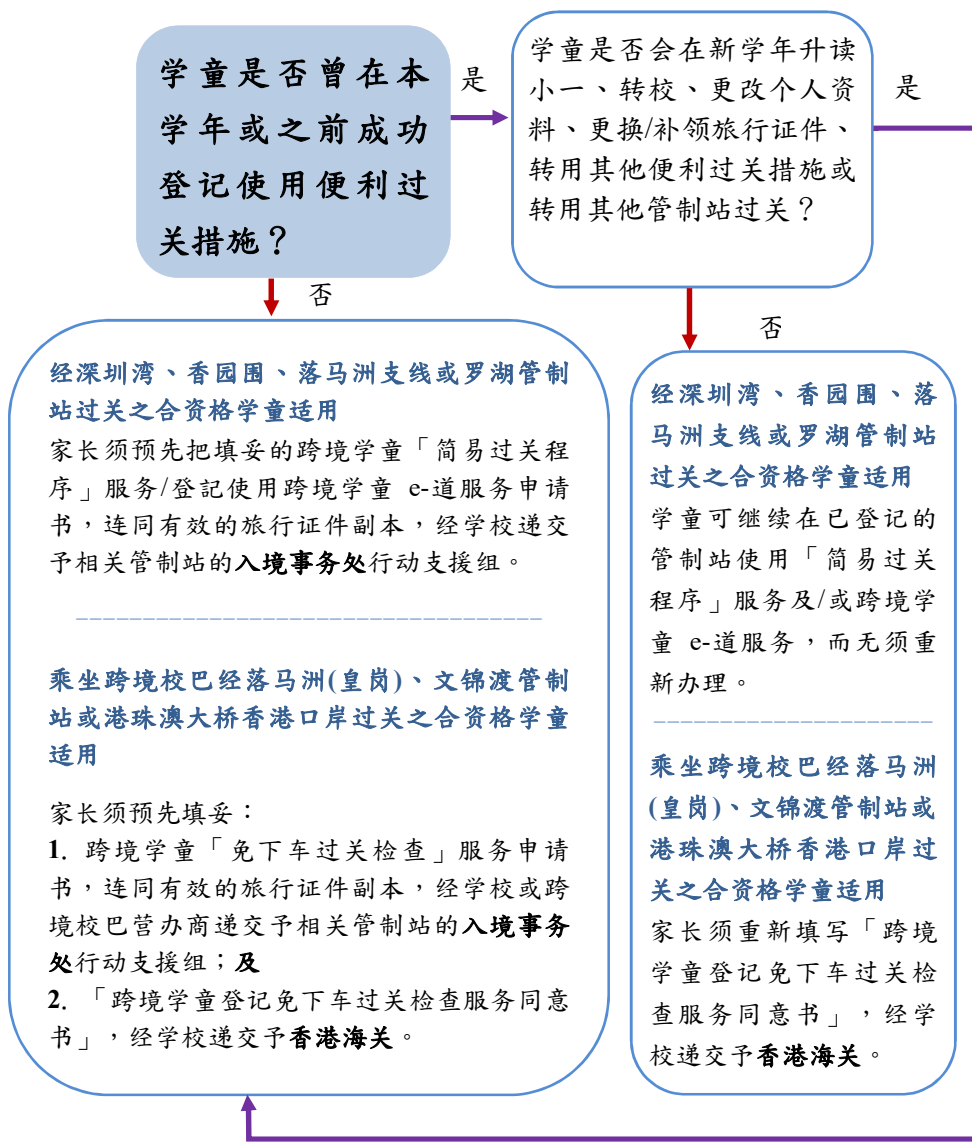 学童是否曾在本
学年或之前成功
登记使用便利过
关措施？
是
学童是否会在新学年升读
小一、转校、更改个人资
料、更换/补领旅行证件、
转用其他便利过关措施或
转用其他管制站过关？
是
否
否
经深圳湾、香园围、落马洲支线或罗湖管制
站过关之合资格学童适用
家长须预先把填妥的跨境学童「简易过关程
序」服务/登記使用跨境学童 e-道服务申请
书，连同有效的旅行证件副本，经学校递交
予相关管制站的入境事务处行动支援组。
乘坐跨境校巴经落马洲(皇岗)、文锦渡管制
站或港珠澳大桥香港口岸过关之合资格学童
适用
家长须预先填妥：
1. 跨境学童「免下车过关检查」服务申请
书，连同有效的旅行证件副本，经学校或跨
境校巴营办商递交予相关管制站的入境事务
处行动支援组；及
2. 「跨境学童登记免下车过关检查服务同意
书」，经学校递交予香港海关。
经深圳湾、香园围、落
马洲支线或罗湖管制站
过关之合资格学童适用
学童可继续在已登记的
管制站使用「简易过关
程序」服务及/或跨境学
童 e-道服务，而无须重
新办理。
乘坐跨境校巴经落马洲
(皇岗)、文锦渡管制站或
港珠澳大桥香港口岸过
关之合资格学童适用
家长须重新填写「跨境
学童登记免下车过关检
查服务同意书」，经学
校递交予香港海关。